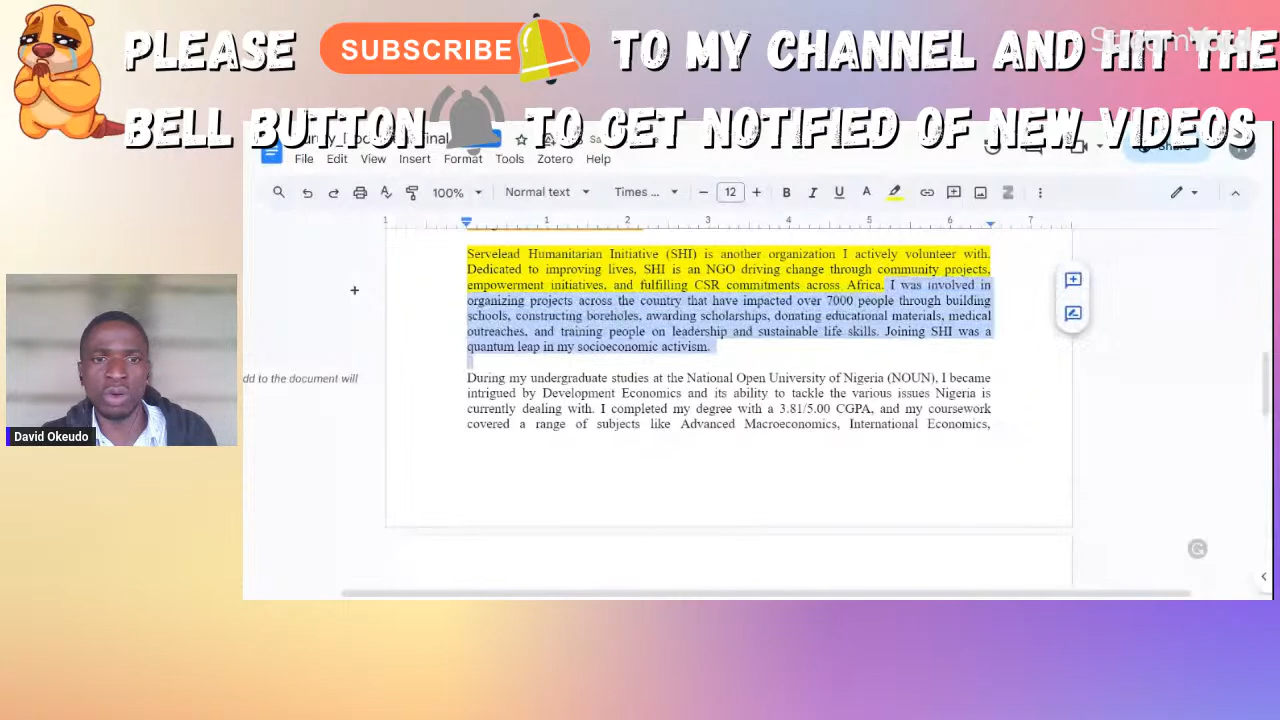 PLEASE SUBSCRIBE TO MY CHANNEL AND HIT THE
BELL BUTTON TO GET NOTIFIED OF NEW VIDEOS
File Edit View Insert Format Tools Zotero Help
100% Normal text Times ... 12 B I U A
1 1 2 3 4 5 6 7
Servelead Humanitarian Initiative (SHI) is another organization I actively volunteer with.
Dedicated to improving lives, SHI is an NGO driving change through community projects,
empowerment initiatives, and fulfilling CSR commitments across Africa. I was involved in
organizing projects across the country that have impacted over 7000 people through building
schools, constructing boreholes, awarding scholarships, donating educational materials, medical
outreaches, and training people on leadership and sustainable life skills. Joining SHI was a
quantum leap in my socioeconomic activism.
dd to the document will
During my undergraduate studies at the National Open University of Nigeria (NOUN), I became
intrigued by Development Economics and its ability to tackle the various issues Nigeria is
currently dealing with. I completed my degree with a 3.81/5.00 CGPA, and my coursework
covered a range of subjects like Advanced Macroeconomics, International Economics,
David Okeudo